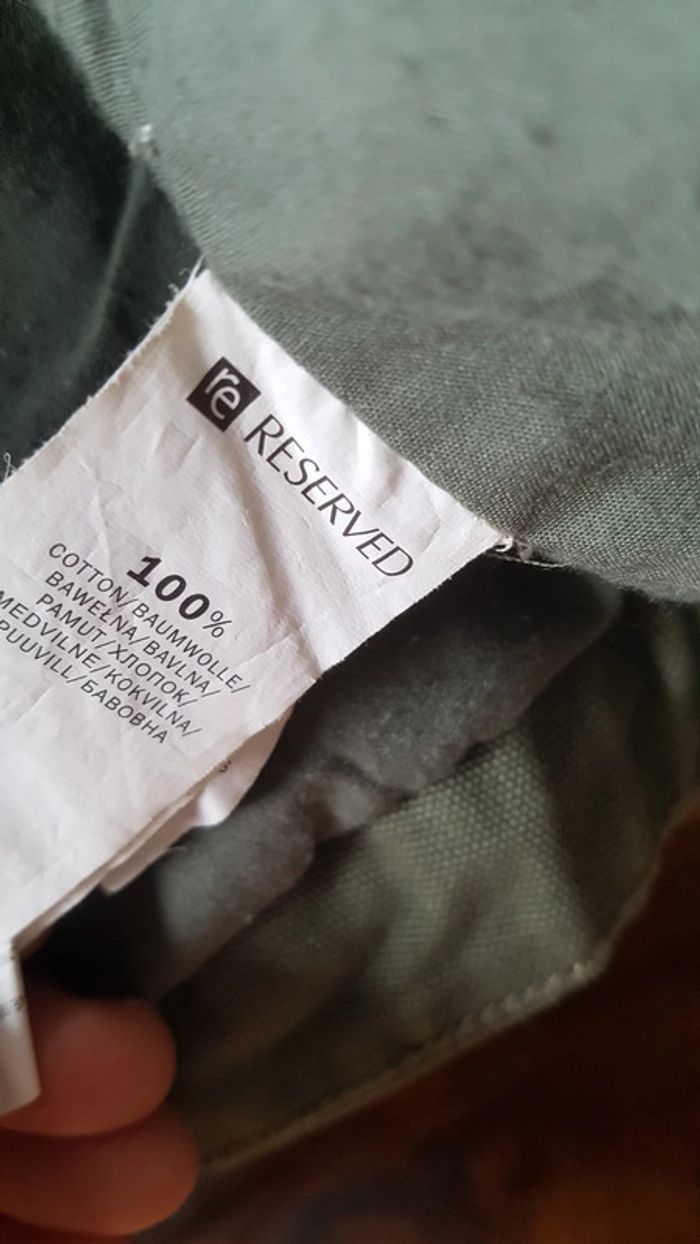 re RESERVED
100%
COTTON/BAUMWOLLE/
BAWEŁNA/BAVLNA/
PAMUT/ХЛОПОК/
MEDVILNE/KOKVILNA/
PUUVILL/БАВОВНА